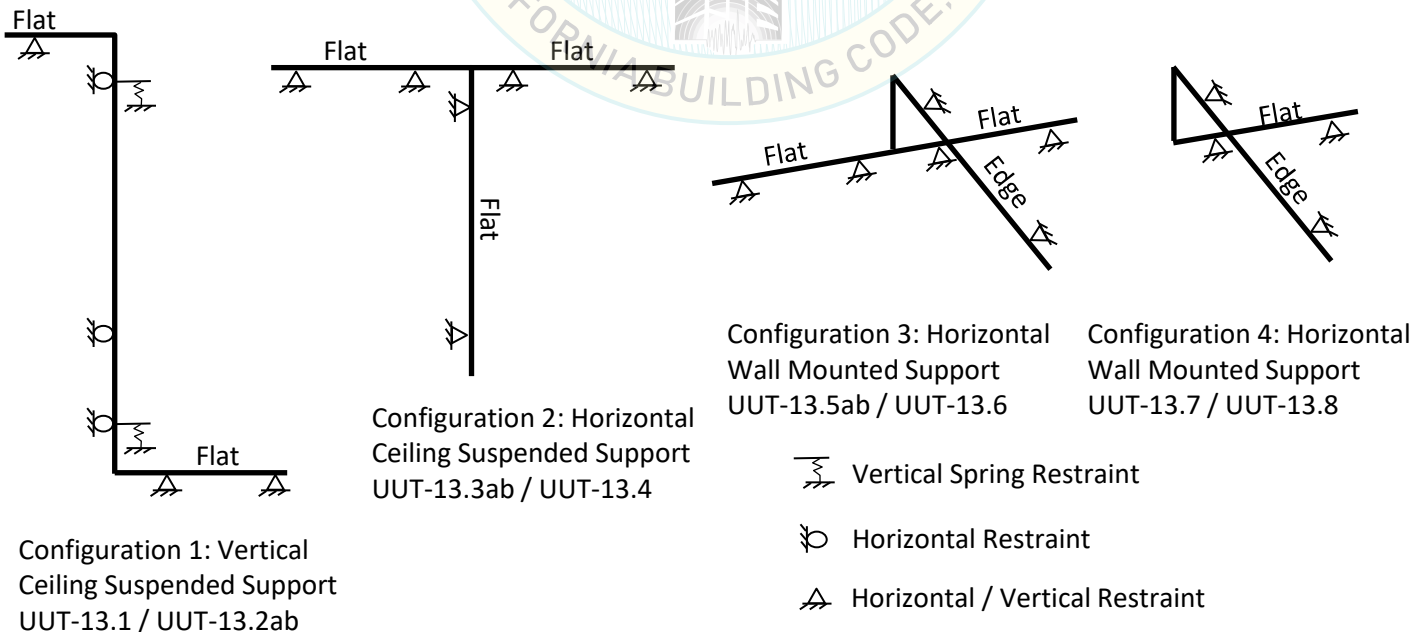 Flat
Flat
Flat
Flat
Flat
Flat
Edge
Flat
Edge
Flat
FORNIA BUILDING CODE,
Configuration 1: Vertical
Ceiling Suspended Support
UUT-13.1 / UUT-13.2ab
Configuration 2: Horizontal
Ceiling Suspended Support
UUT-13.3ab / UUT-13.4
Configuration 3: Horizontal
Wall Mounted Support
UUT-13.5ab / UUT-13.6
Configuration 4: Horizontal
Wall Mounted Support
UUT-13.7 / UUT-13.8
Vertical Spring Restraint
Horizontal Restraint
Horizontal / Vertical Restraint